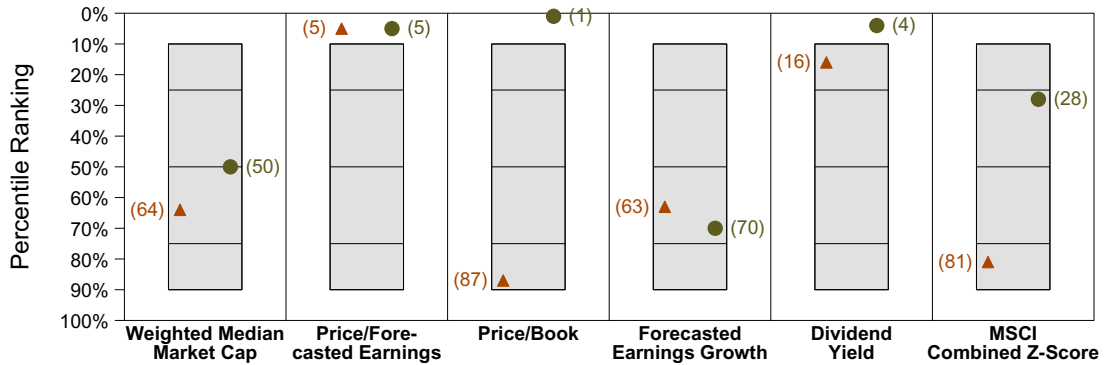 Percentile Ranking
0%
10%
20%
30%
40%
50%
60%
70%
80%
90%
100%
(64)
(50)
(5)
(5)
(87)
(1)
(63)
(70)
(16)
(4)
(81)
(28)
Weighted Median
Market Cap
Price/Fore-
casted Earnings
Price/Book
Forecasted
Earnings Growth
Dividend
Yield
MSCI
Combined Z-Score